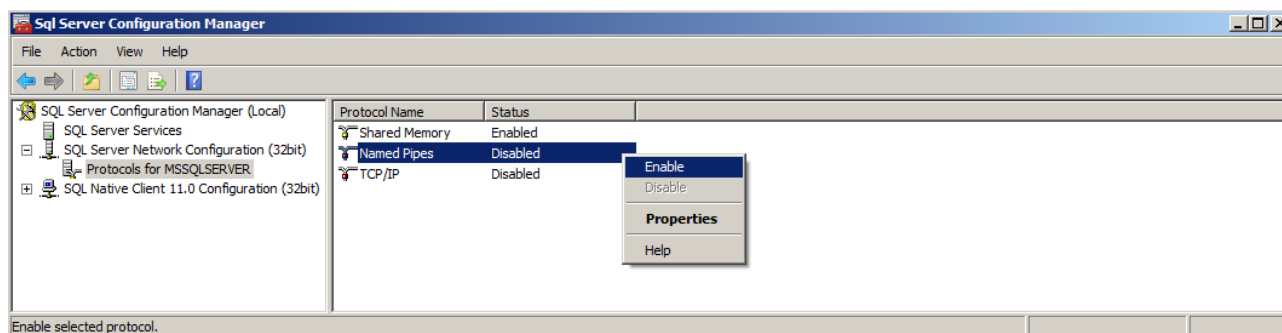 Sql Server Configuration Manager
File Action View Help
SQL Server Configuration Manager (Local)
SQL Server Services
SQL Server Network Configuration (32bit)
Protocols for MSSQLSERVER
SQL Native Client 11.0 Configuration (32bit)
Protocol Name Status
Shared Memory Enabled
Named Pipes Disabled
TCP/IP Disabled
Enable
Disable
Properties
Help
Enable selected protocol.